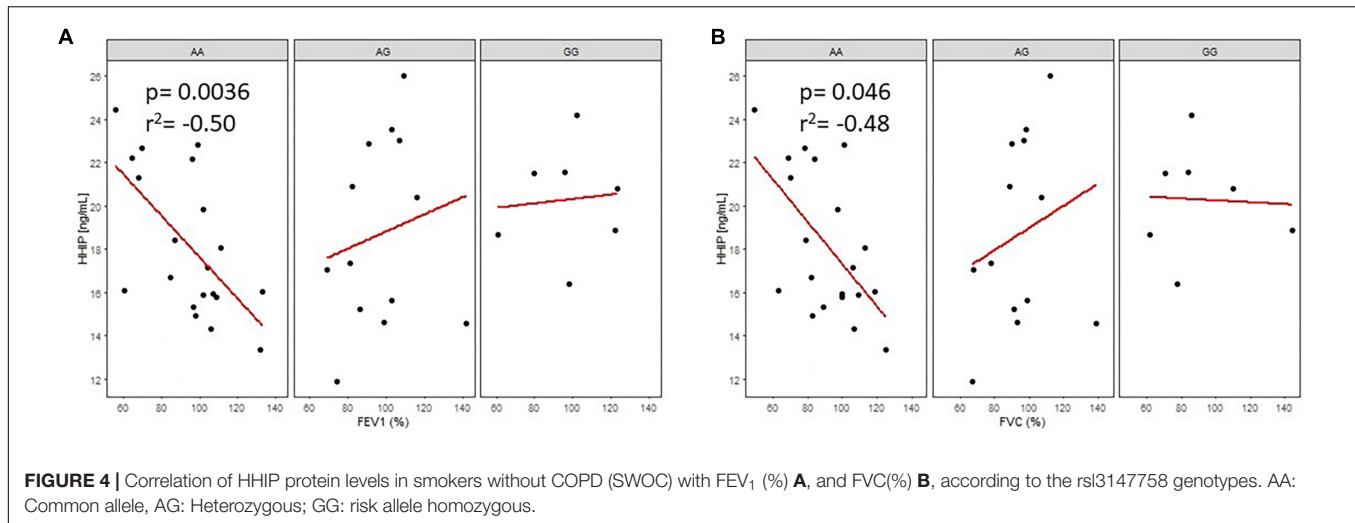 A
B
AA
AG
GG
AA
AG
GG
p= 0.0036
r²= -0.50
p= 0.046
r²= -0.48
HHIP [ng/mL]
26
24
22
20
18
16
14
12
HHIP [ng/mL]
26
24
22
20
18
16
14
12
60 80 100 120 140
60 80 100 120 140
60 80 100 120 140
60 80 100 120 140
60 80 100 120 140
60 80 100 120 140
FEV1 (%)
FVC (%)
FIGURE 4 | Correlation of HHIP protein levels in smokers without COPD (SWOC) with FEV₁ (%) A, and FVC(%) B, according to the rsl3147758 genotypes. AA:
Common allele, AG: Heterozygous; GG: risk allele homozygous.